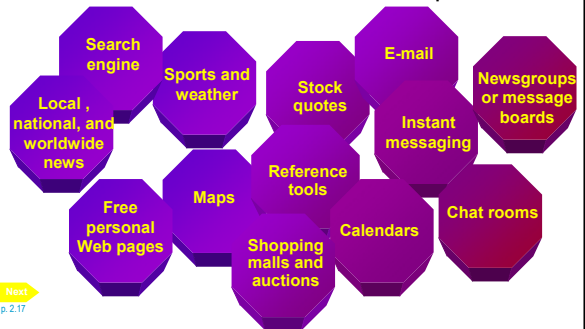 Search
engine
Sports and
weather
Stock
quotes
E-mail
Newsgroups
or message
boards
Local ,
national, and
worldwide
news
Instant
messaging
Free
personal
Web pages
Maps
Reference
tools
Shopping
malls and
auctions
Calendars
Chat rooms
Next
p. 2.17